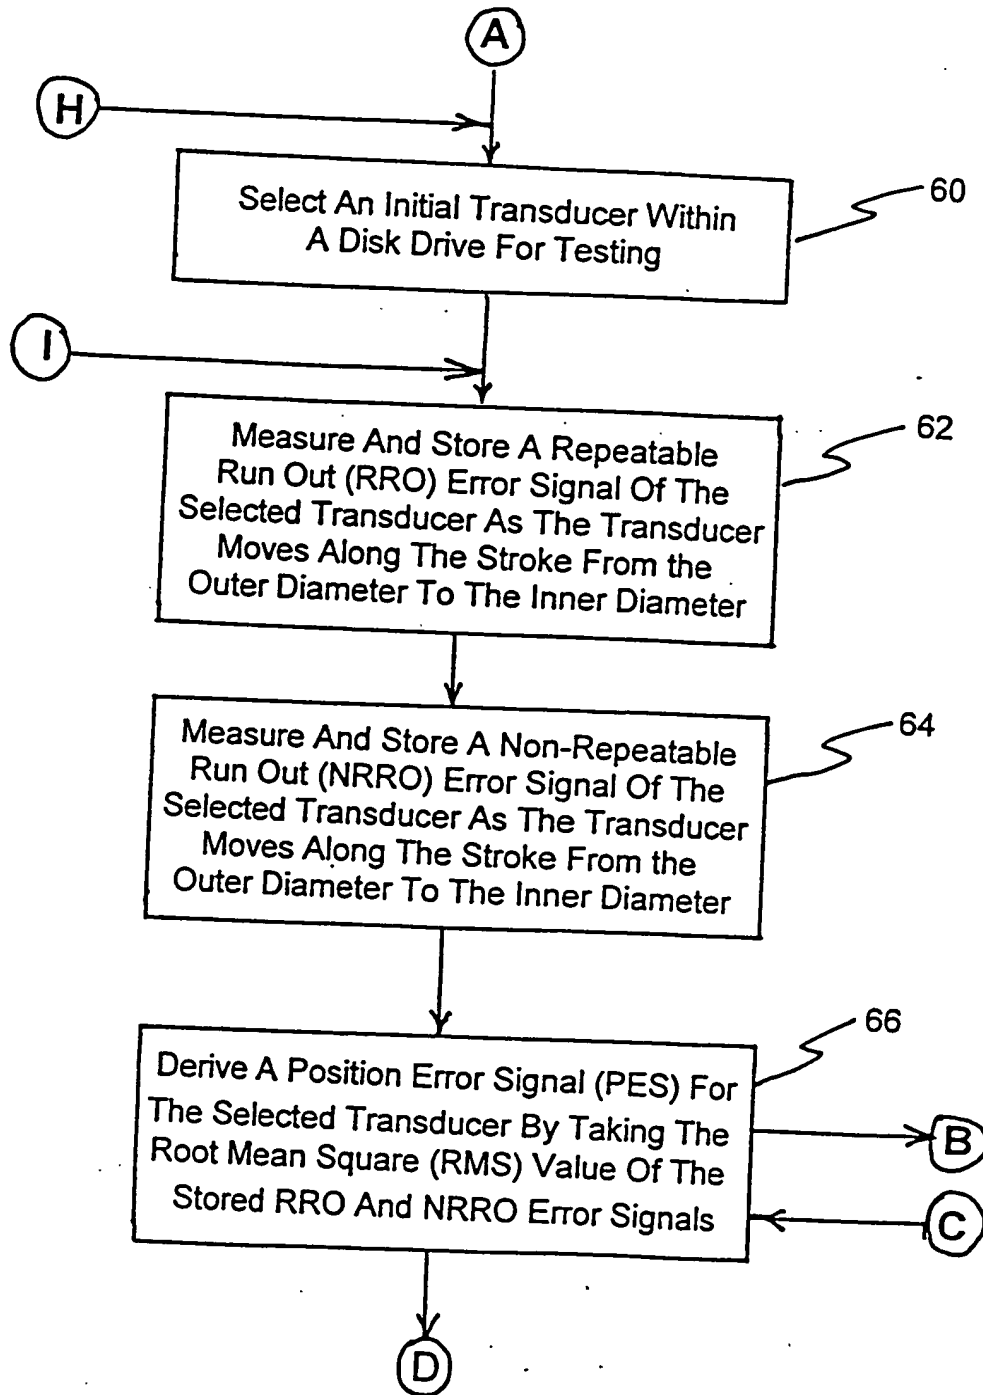 A
H
Select An Initial Transducer Within
A Disk Drive For Testing
60
I
Measure And Store A Repeatable
Run Out (RRO) Error Signal Of The
Selected Transducer As The Transducer
Moves Along The Stroke From the
Outer Diameter To The Inner Diameter
62
Measure And Store A Non-Repeatable
Run Out (NRRO) Error Signal Of The
Selected Transducer As The Transducer
Moves Along The Stroke From the
Outer Diameter To The Inner Diameter
64
Derive A Position Error Signal (PES) For
The Selected Transducer By Taking The
Root Mean Square (RMS) Value Of The
Stored RRO And NRRO Error Signals
66
B
C
D